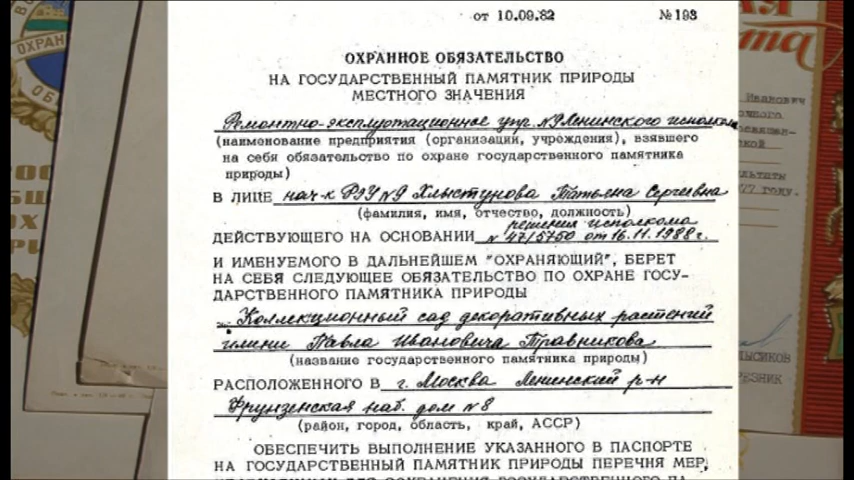 от 10.09.82 № 193
ОХРАННОЕ ОБЯЗАТЕЛЬСТВО
НА ГОСУДАРСТВЕННЫЙ ПАМЯТНИК ПРИРОДЫ
МЕСТНОГО ЗНАЧЕНИЯ
Ремонтно-эксплуотационное упр. №9 Ленинского исполкома
(наименование предприятия (организации, учреждения), взявшего
на себя обязательство по охране государственного памятника
природы)
В ЛИЦЕ нач-к РЭУ №9 Хлыстунова Татьяна Сергеевна
(фамилия, имя, отчество, должность)
решения исполкома
ДЕЙСТВУЮЩЕГО НА ОСНОВАНИИ № 47/5750 от 16.11.1988г.
И ИМЕНУЕМОГО В ДАЛЬНЕЙШЕМ "ОХРАНЯЮЩИЙ", БЕРЕТ
НА СЕБЯ СЛЕДУЮЩЕЕ ОБЯЗАТЕЛЬСТВО ПО ОХРАНЕ ГОСУ-
ДАРСТВЕННОГО ПАМЯТНИКА ПРИРОДЫ
Коллекционный сад декоративных растений
имени Павла Ивановича Травникова
(название государственного памятника природы)
РАСПОЛОЖЕННОГО В г. Москва Ленинский р-н
Фрунзенская наб. дом №8
(район, город, область, край, АССР)
ОБЕСПЕЧИТЬ ВЫПОЛНЕНИЕ УКАЗАННОГО В ПАСПОРТЕ
НА ГОСУДАРСТВЕННЫЙ ПАМЯТНИК ПРИРОДЫ ПЕРЕЧНЯ МЕР,